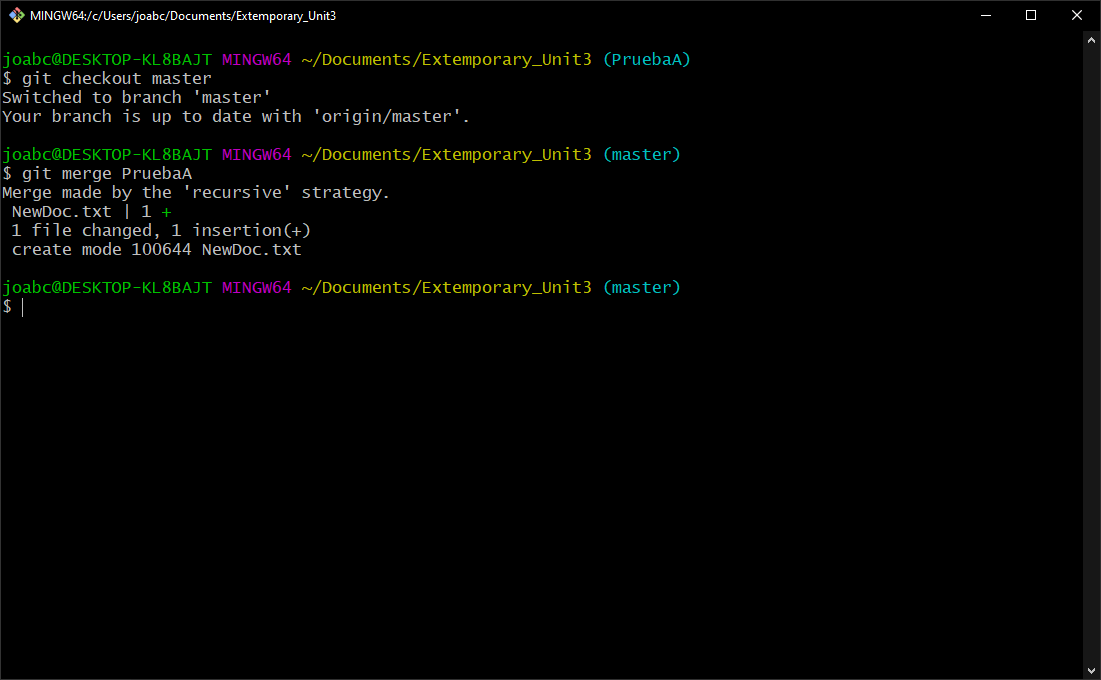 MINGW64:/c/Users/joabc/Documents/Extemporary_Unit3
joabc@DESKTOP-KL8BAJT MINGW64 ~/Documents/Extemporary_Unit3 (PruebaA)
$ git checkout master
Switched to branch 'master'
Your branch is up to date with 'origin/master'.
joabc@DESKTOP-KL8BAJT MINGW64 ~/Documents/Extemporary_Unit3 (master)
$ git merge PruebaA
Merge made by the 'recursive' strategy.
 NewDoc.txt | 1 +
 1 file changed, 1 insertion(+)
 create mode 100644 NewDoc.txt
joabc@DESKTOP-KL8BAJT MINGW64 ~/Documents/Extemporary_Unit3 (master)
$